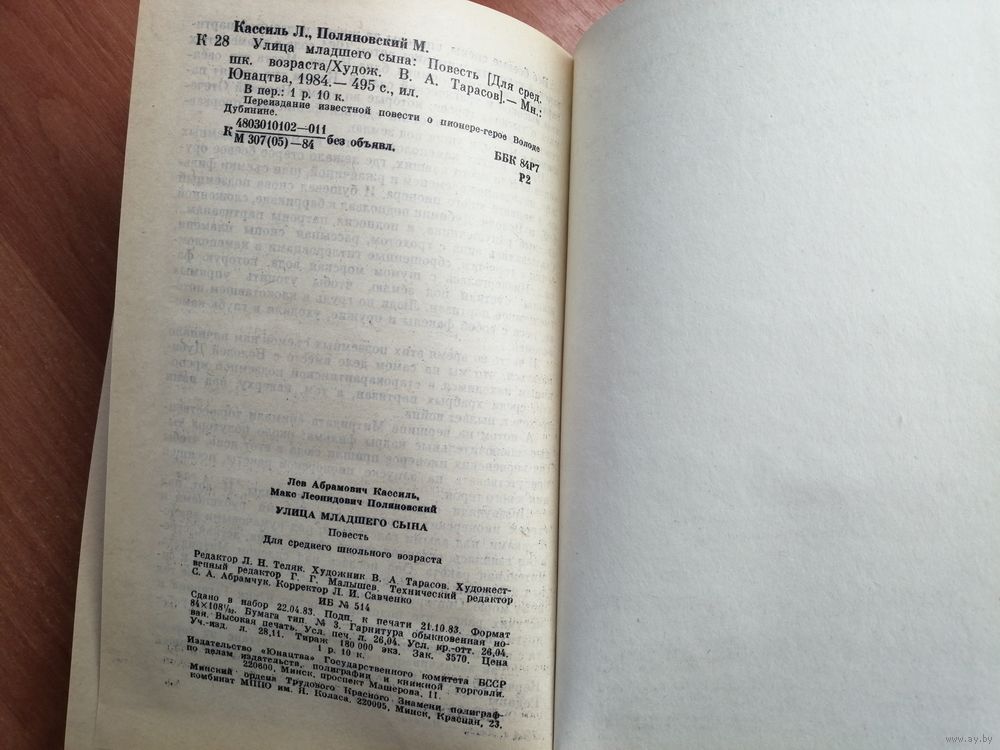 Кассиль Л., Поляновский М.
К 28 Улица младшего сына: Повесть [Для сред.
шк. возраста/Худож. В. А. Тарасов].— Мн.:
Юнацтва, 1984.— 495 с., ил.
В пер.: 1 р. 10 к.
Переиздание известной повести о пионере-герое Володе
Дубинине.
К 4803010102—011
М 307(05)—84 без объявл.
ББК 84Р7
Р2
Лев Абрамович Кассиль,
Макс Леонидович Поляновский
УЛИЦА МЛАДШЕГО СЫНА
Повесть
Для среднего школьного возраста
Редактор Л. Н. Теляк. Художник В. А. Тарасов. Художест-
венный редактор Г. Г. Малышев. Технический редактор
С. А. Абрамчук. Корректор Л. И. Савченко
ИБ № 514
Сдано в набор 22.04.83. Подп. к печати 21.10.83. Формат
84×108¹/₃₂. Бумага тип. № 3. Гарнитура обыкновенная но-
вая. Высокая печать. Усл. печ. л. 26,04. Усл. кр.-отт. 26,04.
Уч.-изд. л. 28,11. Тираж 180 000 экз. Зак. 3570. Цена
1 р. 10 к.
Издательство «Юнацтва» Государственного комитета БССР
по делам издательств, полиграфии и книжной торговли.
220600, Минск, проспект Машерова, 11.
Минский ордена Трудового Красного Знамени полиграф-
комбинат МППО им. Я. Коласа. 220005, Минск, Красная, 23.
www.ay.by